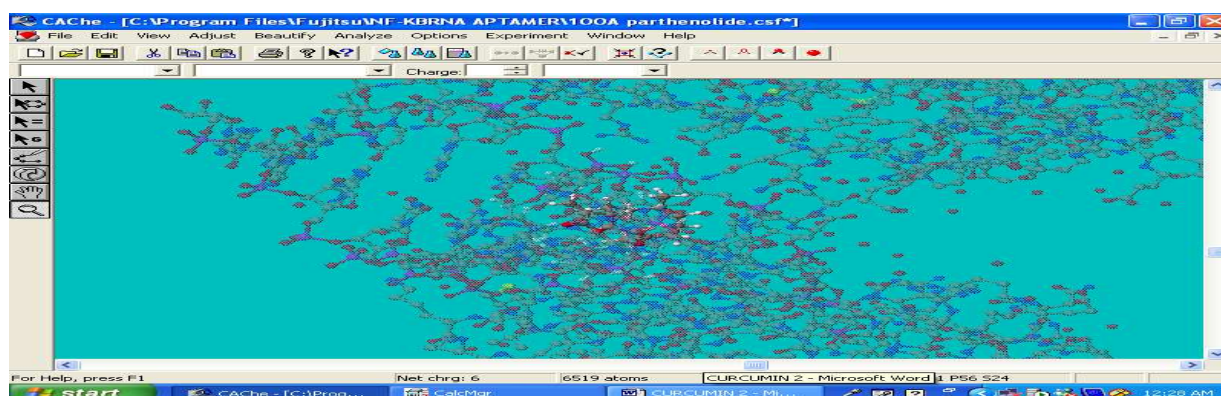 CAChe - [C:\Program Files\Fujitsu\NF-KBRNA APTAMER\1OOA parthenolide.csf*]
File Edit View Adjust Beautify Analyze Options Experiment Window Help
Charge:
For Help, press F1 Net chrg: 6 6519 atoms CURCUMIN 2 - Microsoft Word 1 P56 S24
start CAChe - [C:\Prog... CalcMgr CURCUMIN 2 - Mi... 12:28 AM